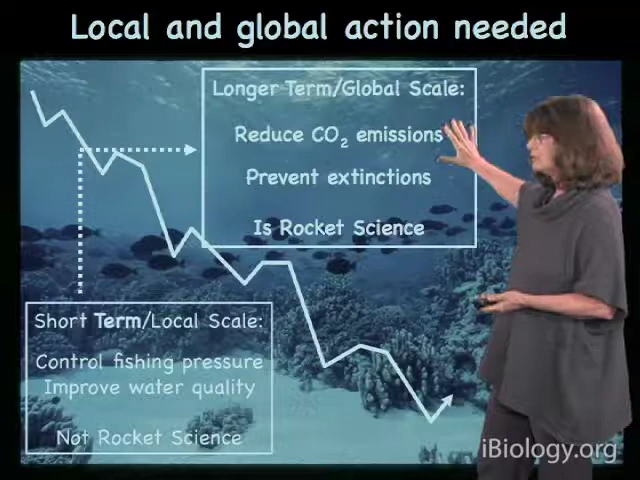 Local and global action needed
Longer Term/Global Scale:
Reduce CO₂ emissions
Prevent extinctions
Is Rocket Science
Short Term/Local Scale:
Control fishing pressure
Improve water quality
Not Rocket Science
iBiology.org